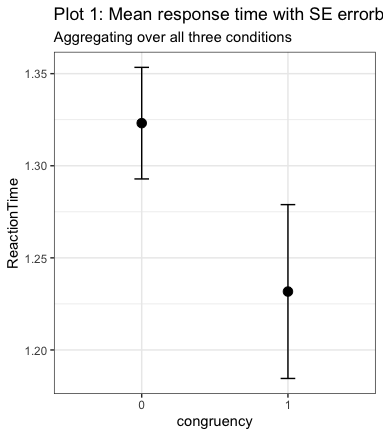 Plot 1: Mean response time with SE errorb
Aggregating over all three conditions
1.35
1.30
1.25
1.20
ReactionTime
0 1
congruency